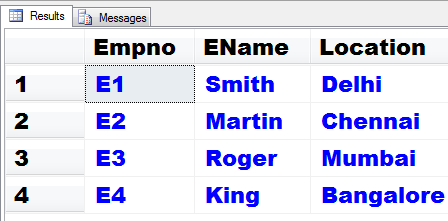 Results Messages
Empno EName Location
1 E1 Smith Delhi
2 E2 Martin Chennai
3 E3 Roger Mumbai
4 E4 King Bangalore